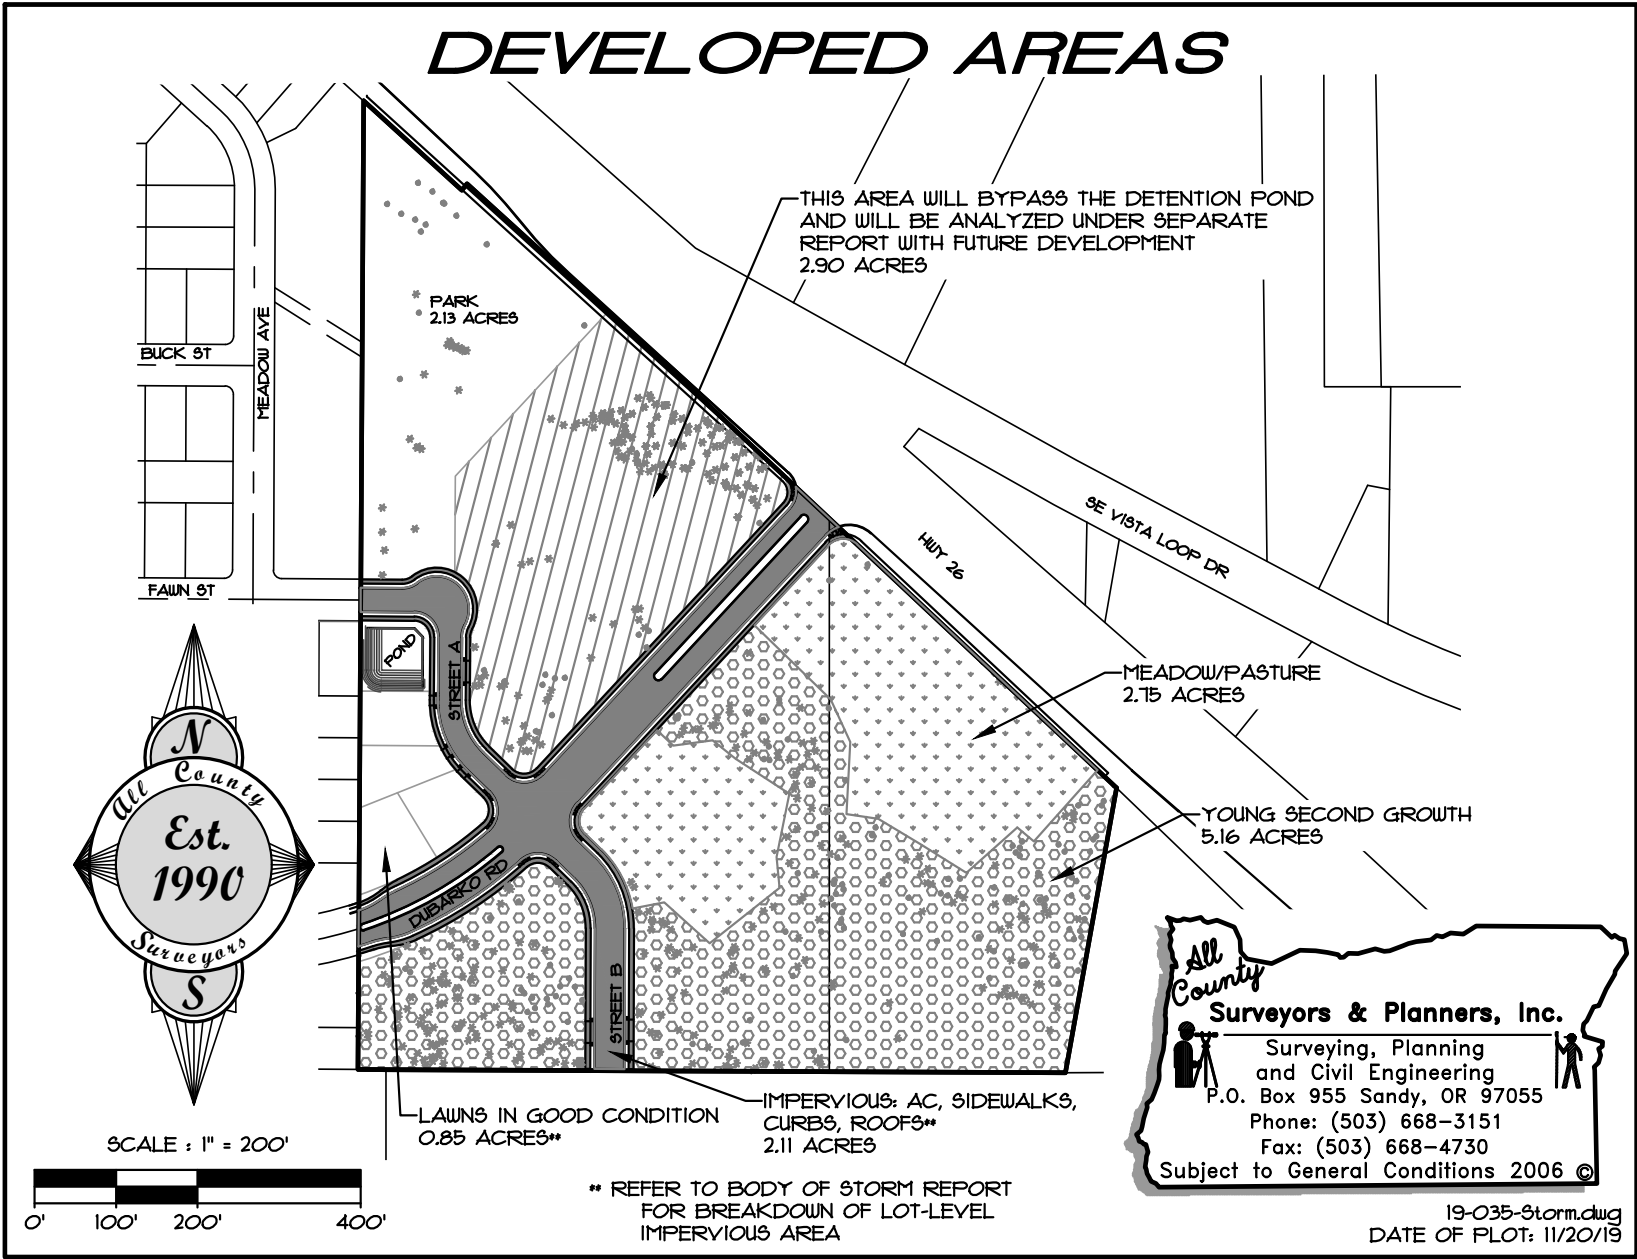 DEVELOPED AREAS
THIS AREA WILL BYPASS THE DETENTION POND
AND WILL BE ANALYZED UNDER SEPARATE
REPORT WITH FUTURE DEVELOPMENT
2.90 ACRES
PARK
2.13 ACRES
BUCK ST
MEADOW AVE
FAWN ST
SE VISTA LOOP DR
HWY 26
POND
STREET A
MEADOW/PASTURE
2.75 ACRES
YOUNG SECOND GROWTH
5.16 ACRES
DUBARKO RD
STREET B
N
All County
Est.
1990
Surveyors
S
LAWNS IN GOOD CONDITION
0.85 ACRES**
IMPERVIOUS: AC, SIDEWALKS,
CURBS, ROOFS**
2.11 ACRES
SCALE : 1" = 200'
0'
100'
200'
400'
** REFER TO BODY OF STORM REPORT
FOR BREAKDOWN OF LOT-LEVEL
IMPERVIOUS AREA
All
County
Surveyors & Planners, Inc.
Surveying, Planning
and Civil Engineering
P.O. Box 955 Sandy, OR 97055
Phone: (503) 668-3151
Fax: (503) 668-4730
Subject to General Conditions 2006 ©
19-035-Storm.dwg
DATE OF PLOT: 11/20/19